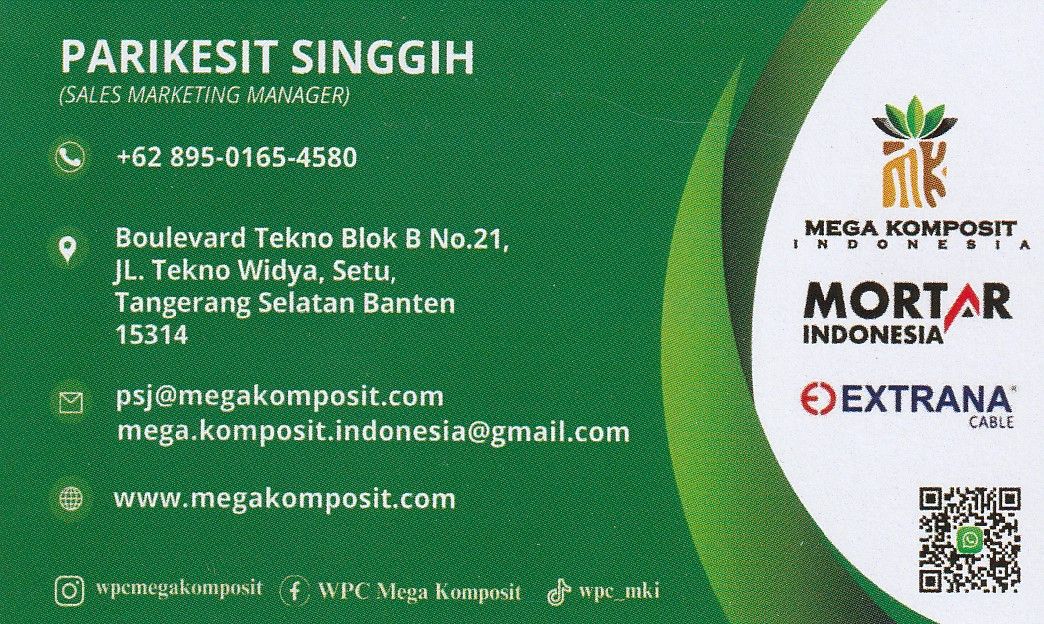 PARIKESIT SINGGIH
(SALES MARKETING MANAGER)
+62 895-0165-4580
Boulevard Tekno Blok B No.21,
JL. Tekno Widya, Setu,
Tangerang Selatan Banten
15314
psj@megakomposit.com
mega.komposit.indonesia@gmail.com
www.megakomposit.com
wpcmegakomposit WPC Mega Komposit wpc_mki
MK
MEGA KOMPOSIT
INDONESIA
MORTAR
INDONESIA
EXTRANA®
CABLE